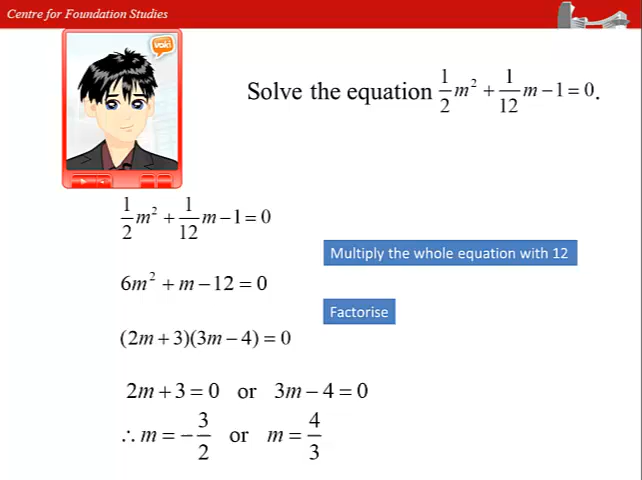 Centre for Foundation Studies
voki
Solve the equation 1/2 m² + 1/12 m − 1 = 0.
1/2 m² + 1/12 m − 1 = 0
Multiply the whole equation with 12
6m² + m − 12 = 0
Factorise
(2m + 3)(3m − 4) = 0
2m + 3 = 0 or 3m − 4 = 0
∴ m = − 3/2 or m = 4/3